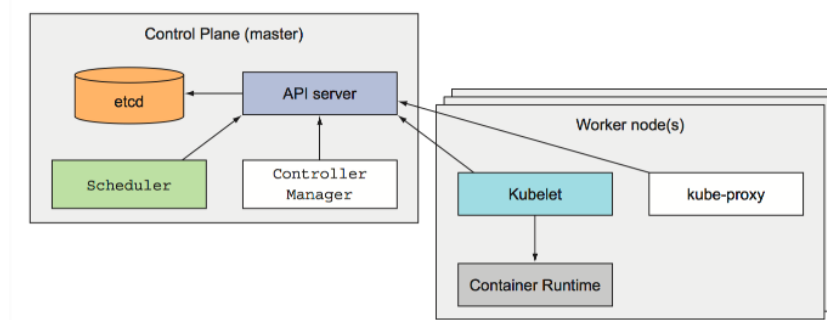 Control Plane (master)
etcd
API server
Scheduler
Controller
Manager
Worker node(s)
Kubelet
kube-proxy
Container Runtime